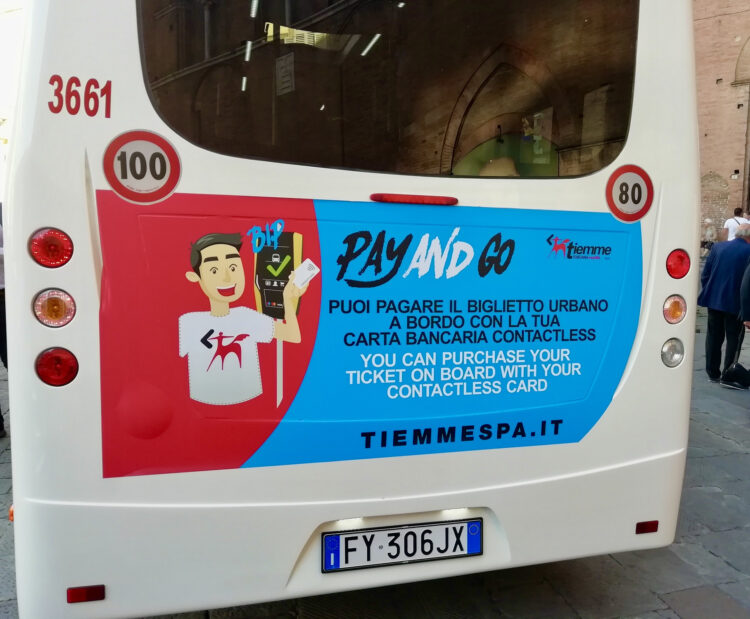 3661
100
80
BIP
PAY AND GO
tiemme
PUOI PAGARE IL BIGLIETTO URBANO
A BORDO CON LA TUA
CARTA BANCARIA CONTACTLESS
YOU CAN PURCHASE YOUR
TICKET ON BOARD WITH YOUR
CONTACTLESS CARD
TIEMMESPA.IT
I FY 306JX